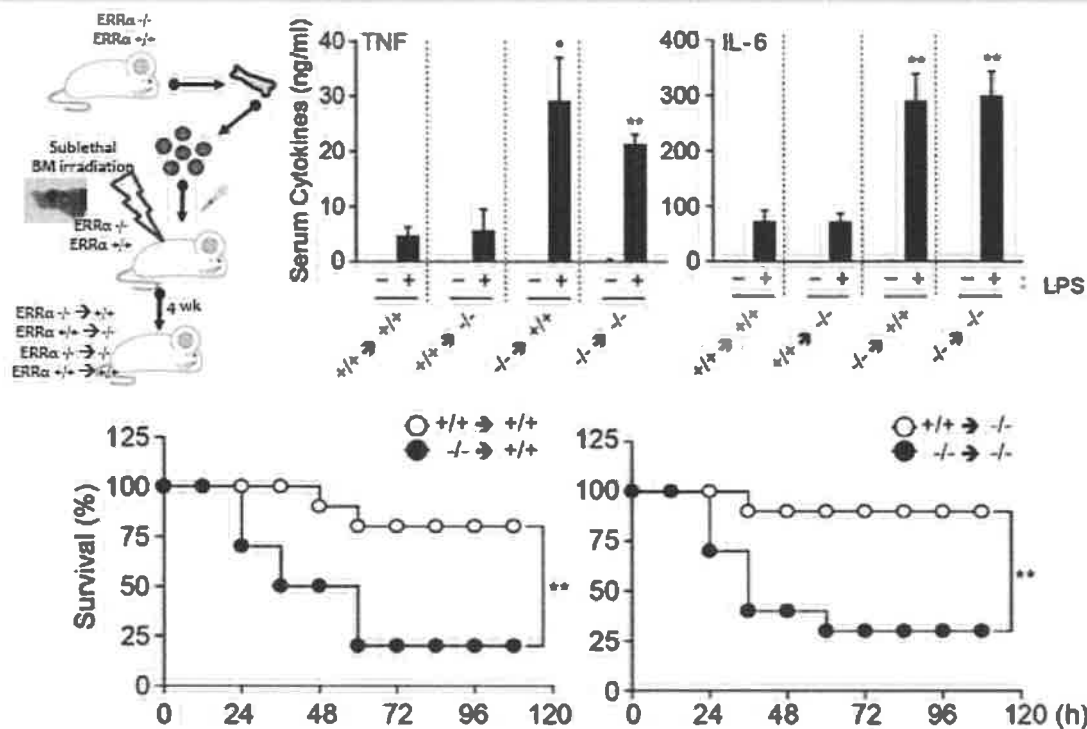 ERRα -/-
ERRα +/+
Sublethal
BM irradiation
ERRα -/-
ERRα +/+
4 wk
ERRα -/- → +/+
ERRα +/+ → -/-
ERRα -/- → -/-
ERRα +/+ → +/+
Serum Cytokines (ng/ml)
TNF
40
30
20
10
0
*
**
- + - + - + - +
+/+ → +/+
+/+ → -/-
-/- → +/+
-/- → -/-
IL-6
400
300
200
100
0
**
**
- + - + - + - +
: LPS
+/+ → +/+
+/+ → -/-
-/- → +/+
-/- → -/-
Survival (%)
125
100
75
50
25
0
+/+ → +/+
-/- → +/+
**
0 24 48 72 96 120
125
100
75
50
25
0
+/+ → -/-
-/- → -/-
**
0 24 48 72 96 120 (h)